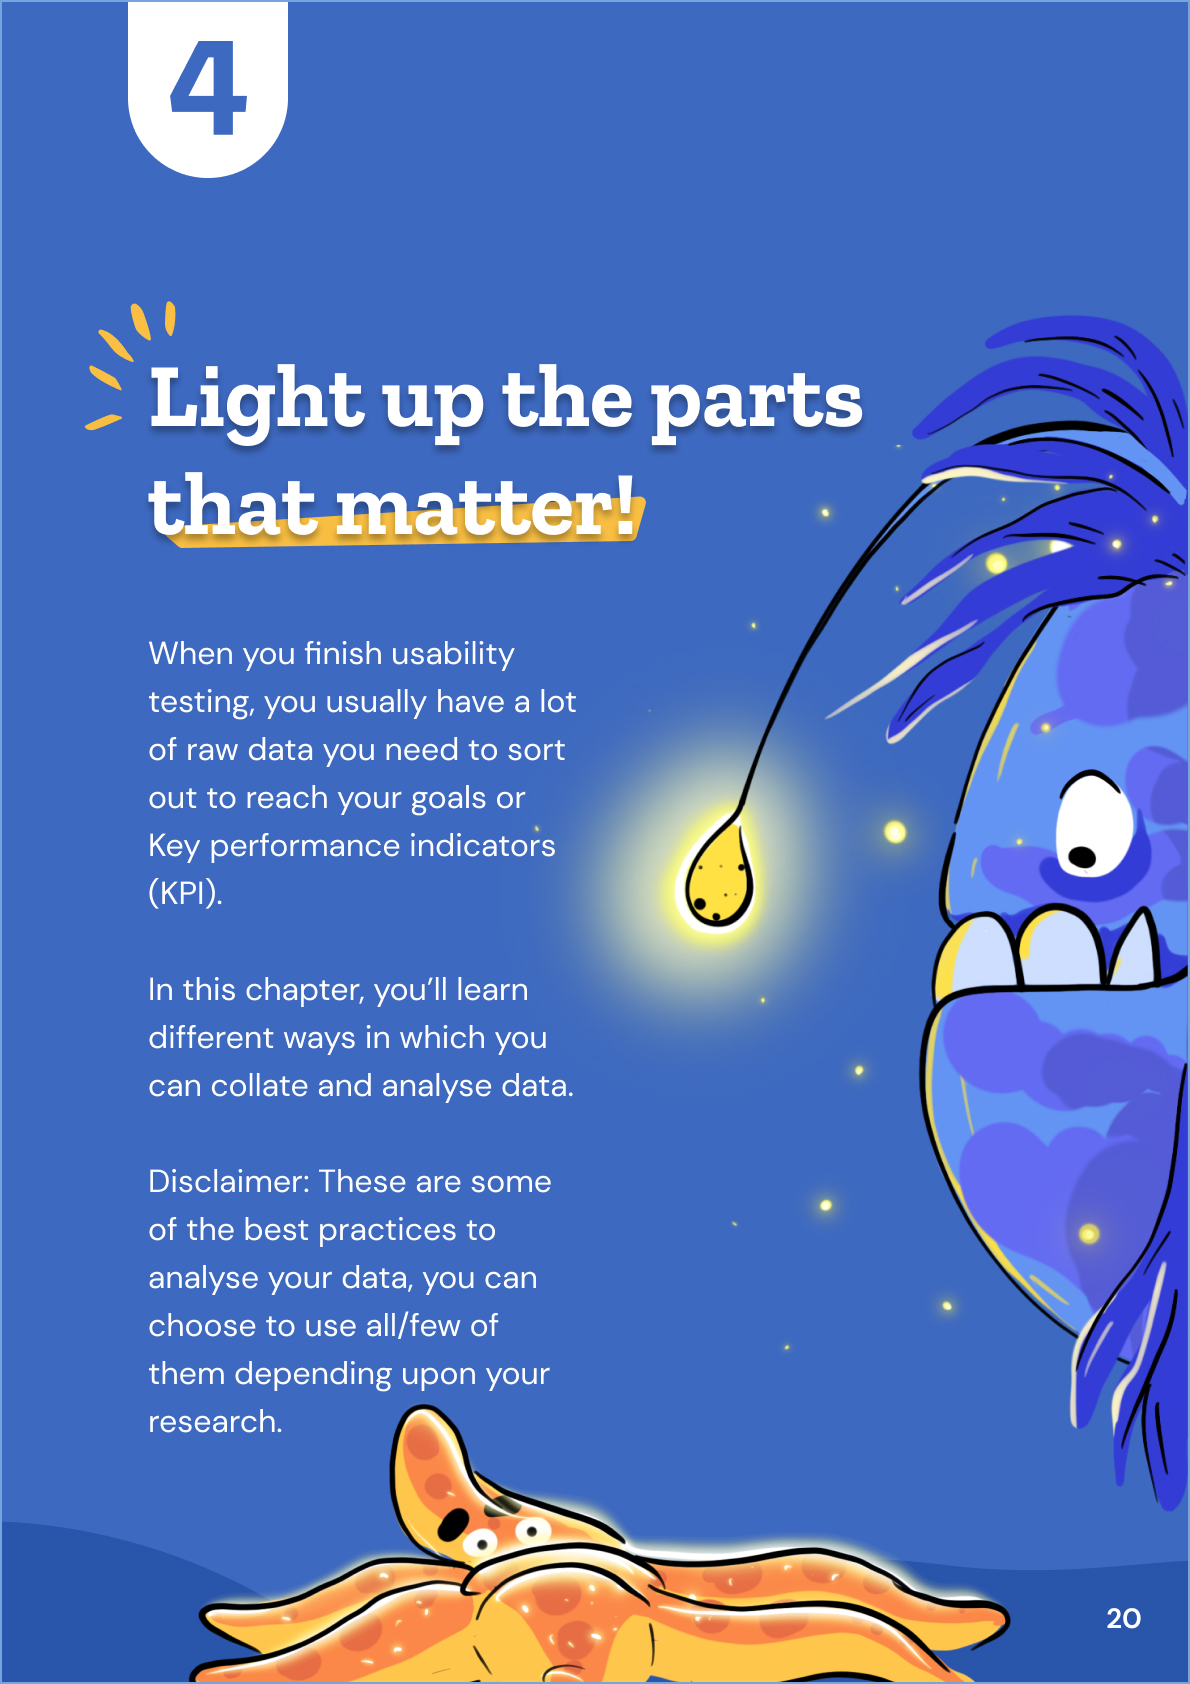 4
Light up the parts
that matter!
When you finish usability
testing, you usually have a lot
of raw data you need to sort
out to reach your goals or
Key performance indicators
(KPI).
In this chapter, you’ll learn
different ways in which you
can collate and analyse data.
Disclaimer: These are some
of the best practices to
analyse your data, you can
choose to use all/few of
them depending upon your
research.
20